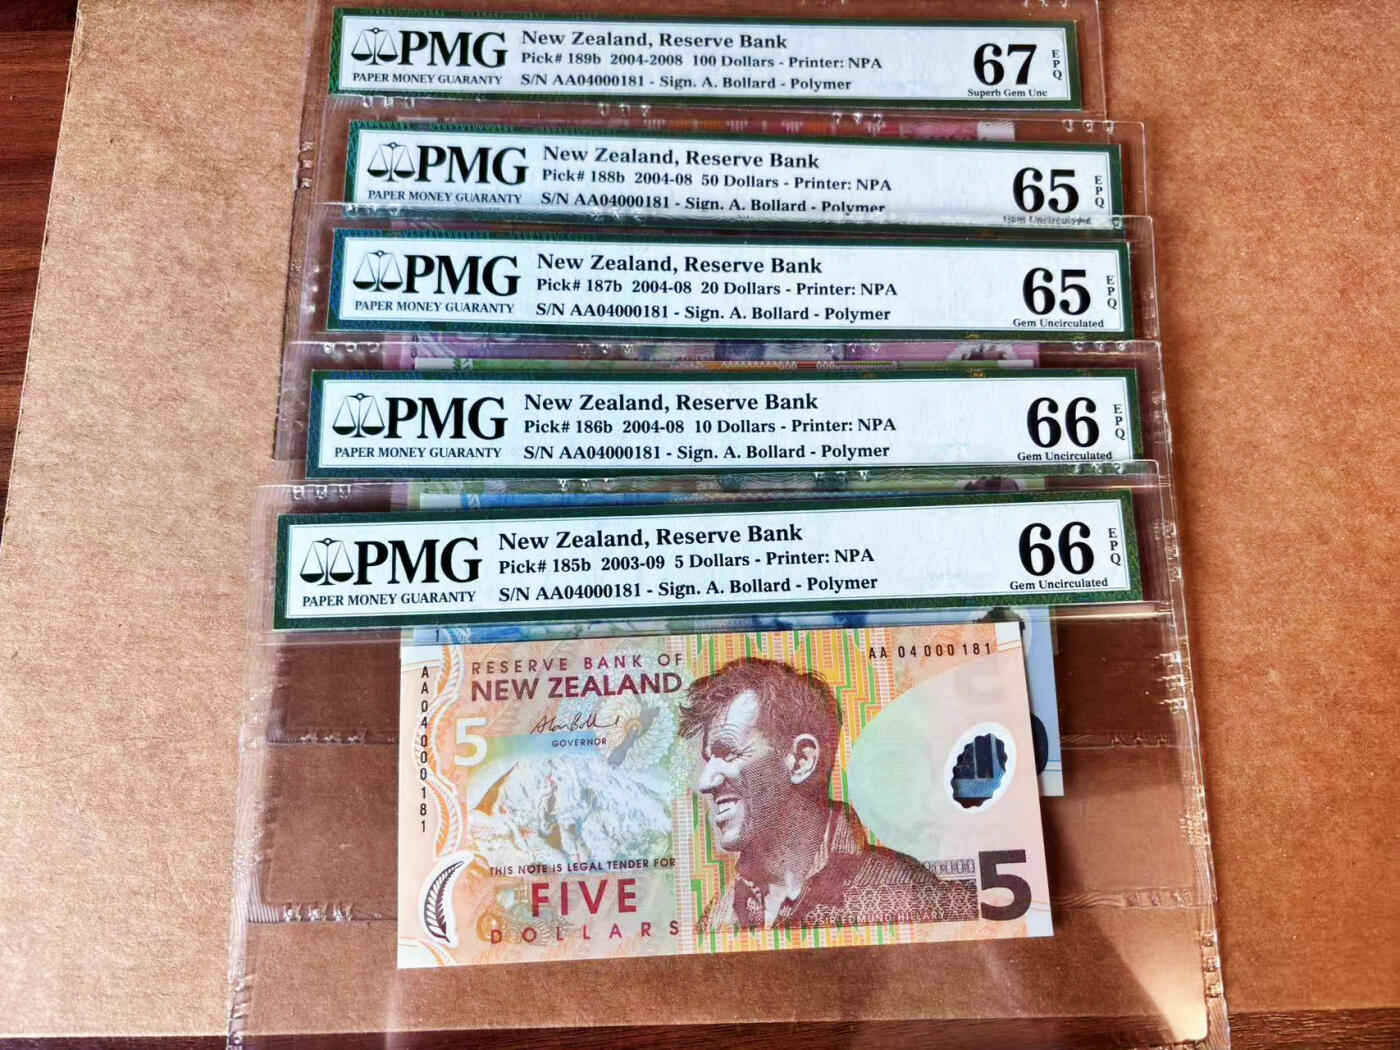 PMG
PAPER MONEY GUARANTY
New Zealand, Reserve Bank
Pick# 189b 2004-2008 100 Dollars - Printer: NPA
S/N AA04000181 - Sign. A. Bollard - Polymer
67
EPQ
Superb Gem Unc
PMG
PAPER MONEY GUARANTY
New Zealand, Reserve Bank
Pick# 188b 2004-08 50 Dollars - Printer: NPA
S/N AA04000181 - Sign. A. Bollard - Polymer
65
EPQ
Gem Uncirculated
PMG
PAPER MONEY GUARANTY
New Zealand, Reserve Bank
Pick# 187b 2004-08 20 Dollars - Printer: NPA
S/N AA04000181 - Sign. A. Bollard - Polymer
65
EPQ
Gem Uncirculated
PMG
PAPER MONEY GUARANTY
New Zealand, Reserve Bank
Pick# 186b 2004-08 10 Dollars - Printer: NPA
S/N AA04000181 - Sign. A. Bollard - Polymer
66
EPQ
Gem Uncirculated
PMG
PAPER MONEY GUARANTY
New Zealand, Reserve Bank
Pick# 185b 2003-09 5 Dollars - Printer: NPA
S/N AA04000181 - Sign. A. Bollard - Polymer
66
EPQ
Gem Uncirculated
AA04000181
RESERVE BANK OF
NEW ZEALAND
AA 04000181
5
GOVERNOR
THIS NOTE IS LEGAL TENDER FOR
FIVE
DOLLARS
SIR EDMUND HILLARY
5